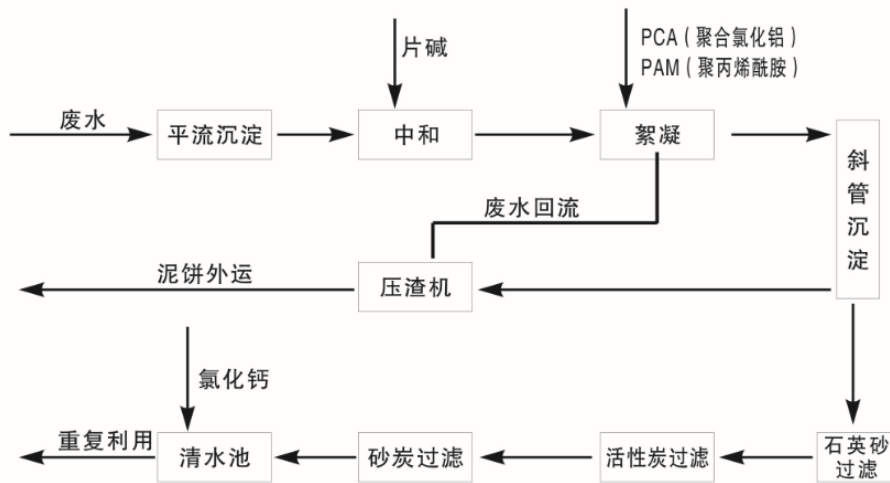 片碱
PCA（聚合氯化铝）
PAM（聚丙烯酰胺）
废水
平流沉淀
中和
絮凝
斜管沉淀
废水回流
泥饼外运
压渣机
氯化钙
重复利用
清水池
砂炭过滤
活性炭过滤
石英砂
过滤